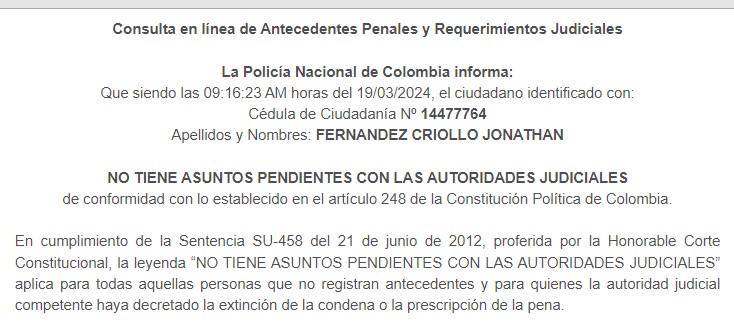 Consulta en línea de Antecedentes Penales y Requerimientos Judiciales
La Policía Nacional de Colombia informa:
Que siendo las 09:16:23 AM horas del 19/03/2024, el ciudadano identificado con:
Cédula de Ciudadanía Nº 14477764
Apellidos y Nombres: FERNANDEZ CRIOLLO JONATHAN
NO TIENE ASUNTOS PENDIENTES CON LAS AUTORIDADES JUDICIALES
de conformidad con lo establecido en el artículo 248 de la Constitución Política de Colombia.
En cumplimiento de la Sentencia SU-458 del 21 de junio de 2012, proferida por la Honorable Corte
Constitucional, la leyenda “NO TIENE ASUNTOS PENDIENTES CON LAS AUTORIDADES JUDICIALES”
aplica para todas aquellas personas que no registran antecedentes y para quienes la autoridad judicial
competente haya decretado la extinción de la condena o la prescripción de la pena.